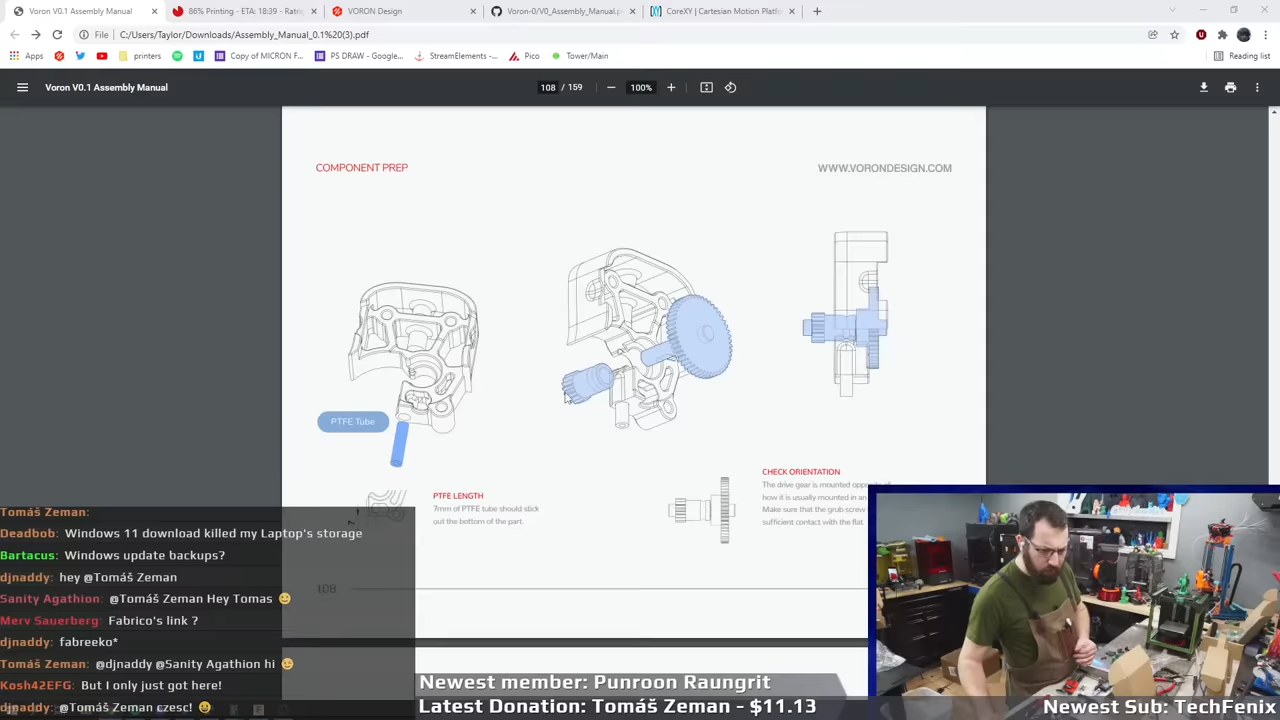 Voron V0.1 Assembly Manual
86% Printing - ETA: 18:39 - Ratrig
VORON Design
Voron-0/V0_Assembly_Manual.p
CoreXY | Cartesian Motion Platfo
File
C:/Users/Taylor/Downloads/Assembly_Manual_0.1%20(3).pdf
Apps
printers
Copy of MICRON F...
PS DRAW - Google...
StreamElements -...
Pico
Tower/Main
Reading list
Voron V0.1 Assembly Manual
108 / 159
100%
COMPONENT PREP
WWW.VORONDESIGN.COM
PTFE Tube
PTFE LENGTH
7mm of PTFE tube should stick
out the bottom of the part.
CHECK ORIENTATION
The drive gear is mounted opposite of
how it is usually mounted in an
Make sure that the grub screw
sufficient contact with the flat.
108
Tomáš Zeman:
Deadbob: Windows 11 download killed my Laptop's storage
Bartacus: Windows update backups?
djnaddy: hey @Tomáš Zeman
Sanity Agathion: @Tomáš Zeman Hey Tomas 😉
Merv Sauerberg: Fabrico's link ?
djnaddy: fabreeko*
Tomáš Zeman: @djnaddy @Sanity Agathion hi 😉
Kosh42EFG: But I only just got here!
djnaddy: @Tomáš Zeman czesc! 😉
Newest member: Punroon Raungrit
Latest Donation: Tomáš Zeman - $11.13
Newest Sub: TechFenix